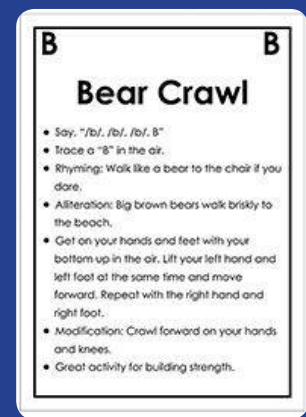 B B
Bear Crawl
• Say, "/b/, /b/, /b/, B"
• Trace a "B" in the air.
• Rhyming: Walk like a bear to the chair if you
dare.
• Alliteration: Big brown bears walk briskly to
the beach.
• Get on your hands and feet with your
bottom up in the air. Lift your left hand and
left foot at the same time and move
forward. Repeat with the right hand and
right foot.
• Modification: Crawl forward on your hands
and knees.
• Great activity for building strength.